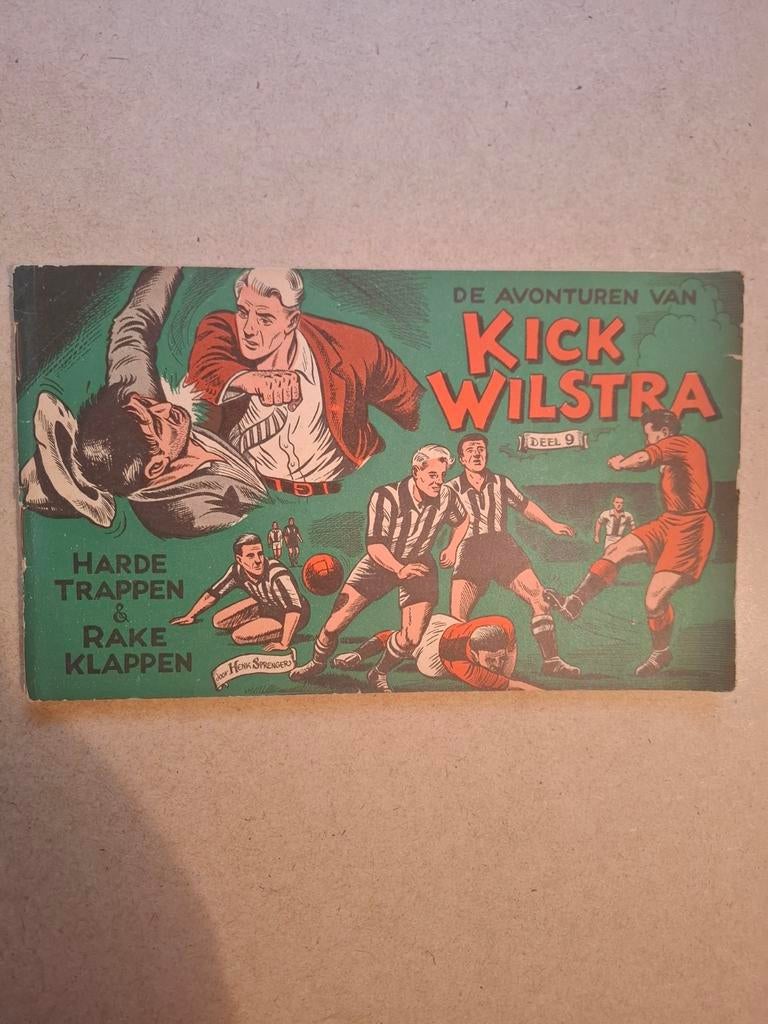 DE AVONTUREN VAN
KICK
WILSTRA
DEEL 9
HARDE
TRAPPEN
&
RAKE
KLAPPEN
DOOR HENK SPRENGER